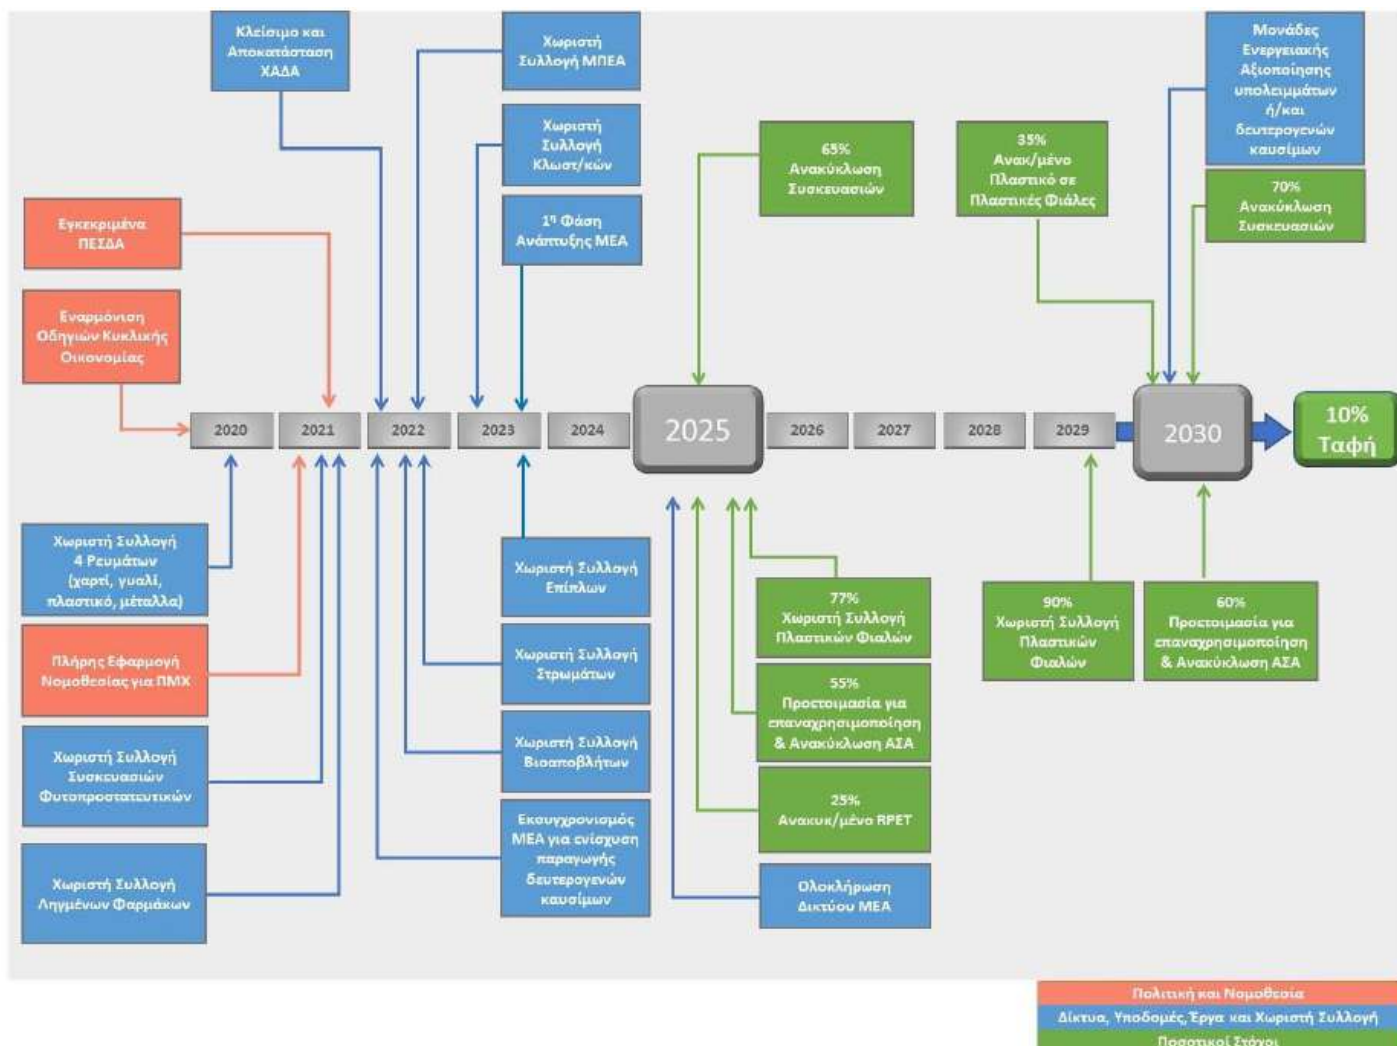 Κλείσιμο και
Αποκατάσταση
ΧΑΔΑ
Χωριστή
Συλλογή ΜΠΕΑ
Μονάδες
Ενεργειακής
Αξιοποίησης
υπολειμμάτων
ή/και
δευτερογενών
καυσίμων
Χωριστή
Συλλογή
Κλωστ/κών
65%
Ανακύκλωση
Συσκευασιών
35%
Ανακ/μένο
Πλαστικό σε
Πλαστικές Φιάλες
70%
Ανακύκλωση
Συσκευασιών
Εγκεκριμένα
ΠΕΣΔΑ
1η Φάση
Ανάπτυξης ΜΕΑ
Εναρμόνιση
Οδηγιών Κυκλικής
Οικονομίας
2020
2021
2022
2023
2024
2025
2026
2027
2028
2029
2030
10%
Ταφή
Χωριστή Συλλογή
4 Ρευμάτων
(χαρτί, γυαλί,
πλαστικό, μέταλλα)
Πλήρης Εφαρμογή
Νομοθεσίας για ΠΜΧ
Χωριστή Συλλογή
Συσκευασιών
Φυτοπροστατευτικών
Χωριστή Συλλογή
Ληγμένων Φαρμάκων
Χωριστή Συλλογή
Επίπλων
Χωριστή Συλλογή
Στρωμάτων
Χωριστή Συλλογή
Βιοαποβλήτων
Εκσυγχρονισμός
ΜΕΑ για ενίσχυση
παραγωγής
δευτερογενών
καυσίμων
77%
Χωριστή Συλλογή
Πλαστικών Φιαλών
55%
Προετοιμασία για
επαναχρησιμοποίηση
& Ανακύκλωση ΑΣΑ
25%
Ανακυκ/μένο RPET
Ολοκλήρωση
Δικτύου ΜΕΑ
90%
Χωριστή Συλλογή
Πλαστικών
Φιαλών
60%
Προετοιμασία για
επαναχρησιμοποίηση
& Ανακύκλωση ΑΣΑ
Πολιτική και Νομοθεσία
Δίκτυα, Υποδομές, Έργα και Χωριστή Συλλογή
Ποσοτικοί Στόχοι